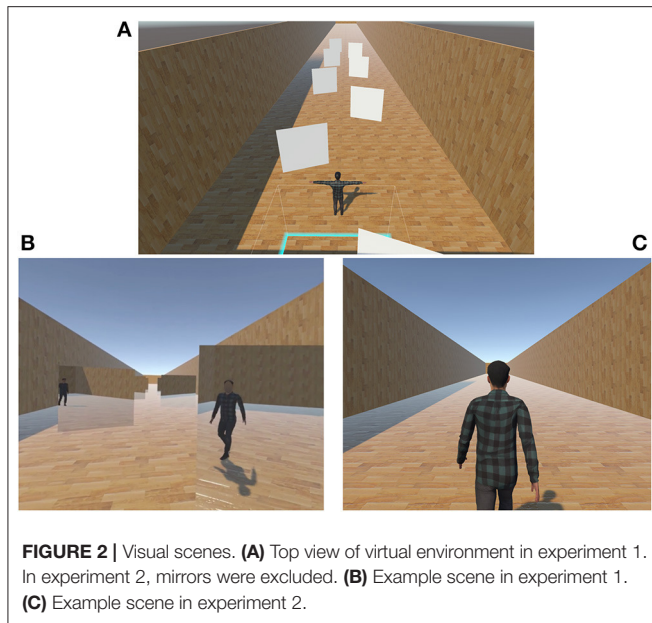 A
B
C
FIGURE 2 | Visual scenes. (A) Top view of virtual environment in experiment 1.
In experiment 2, mirrors were excluded. (B) Example scene in experiment 1.
(C) Example scene in experiment 2.